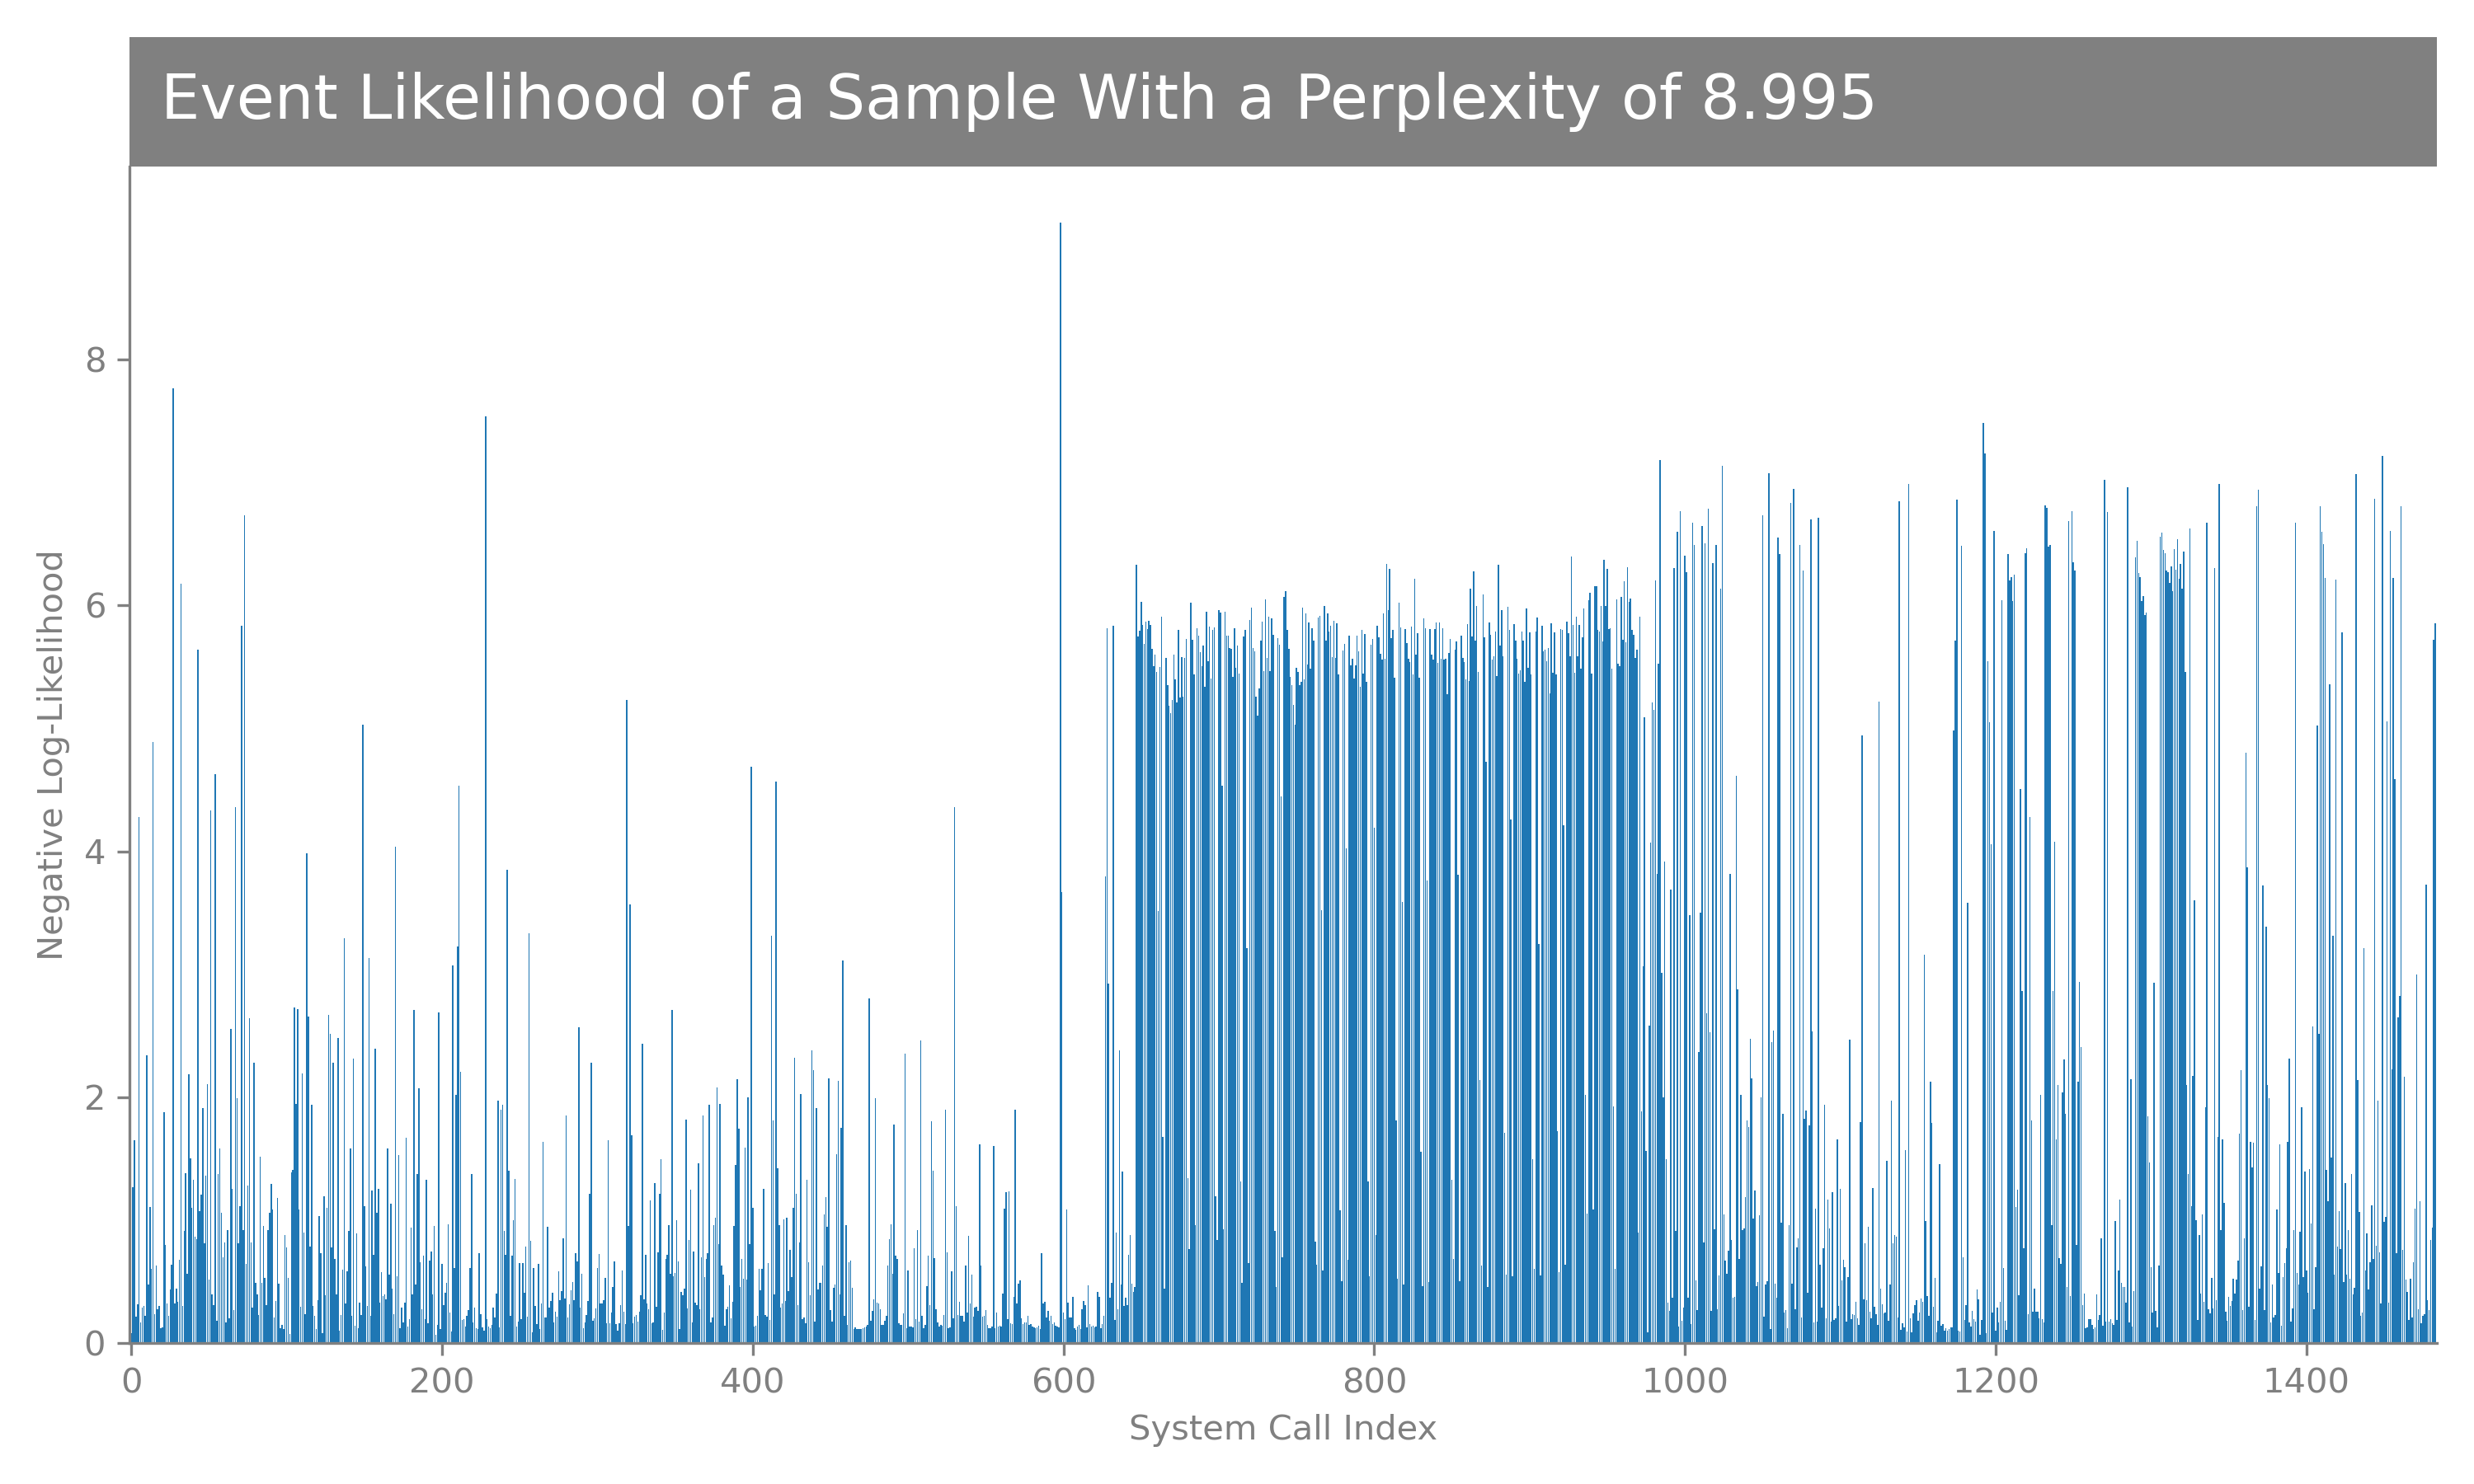 Event Likelihood of a Sample With a Perplexity of 8.995
8
6
4
2
0
Negative Log-Likelihood
0 200 400 600 800 1000 1200 1400
System Call Index